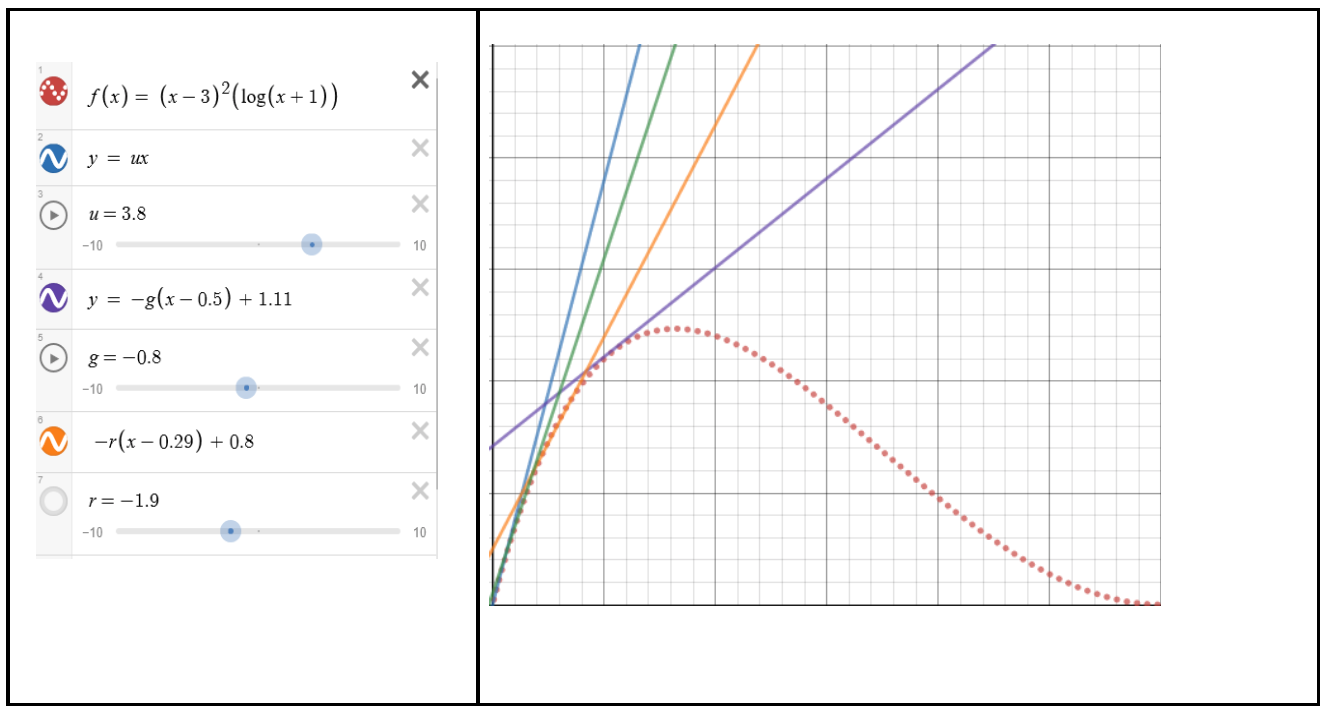 1
f(x) = (x − 3)²(log(x + 1))
2
y = ux
3
u = 3.8
−10 10
4
y = −g(x − 0.5) + 1.11
5
g = −0.8
−10 10
6
−r(x − 0.29) + 0.8
7
r = −1.9
−10 10